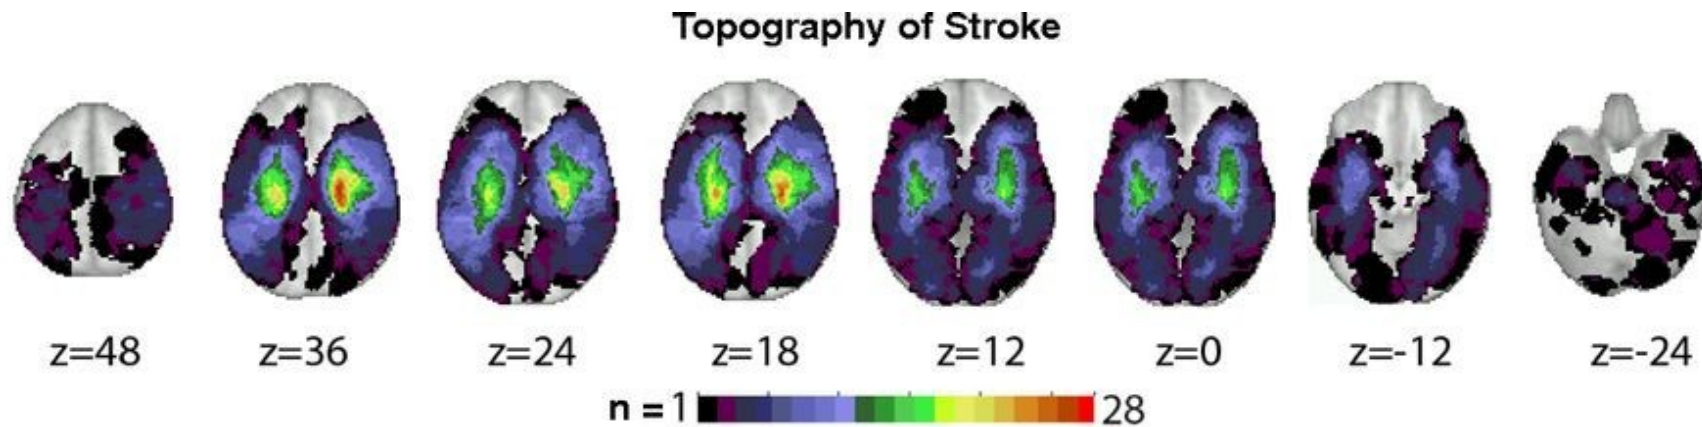 Topography of Stroke
z=48 z=36 z=24 z=18 z=12 z=0 z=-12 z=-24
n = 1 28